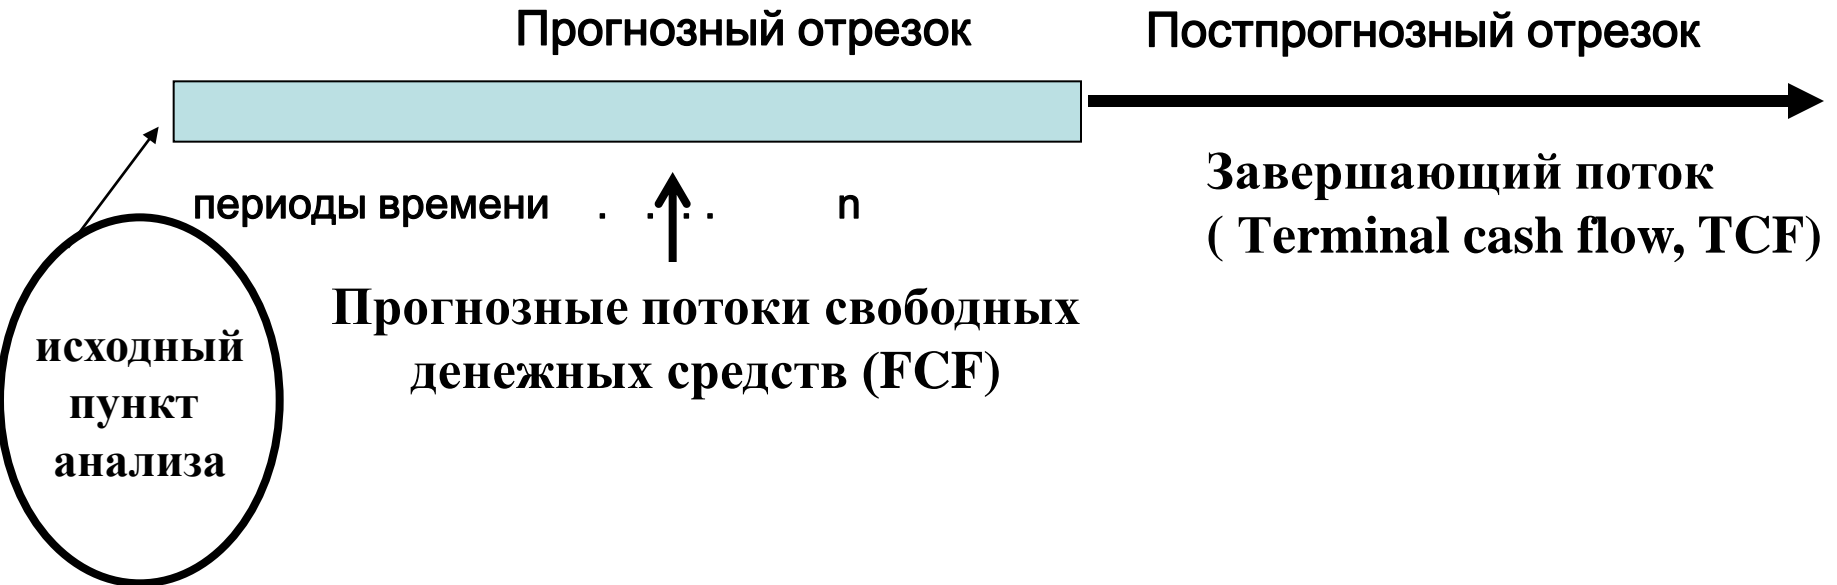 Прогнозный отрезок
Постпрогнозный отрезок
периоды времени . . . . n
Завершающий поток
( Terminal cash flow, TCF)
Прогнозные потоки свободных
денежных средств (FCF)
исходный
пункт
анализа